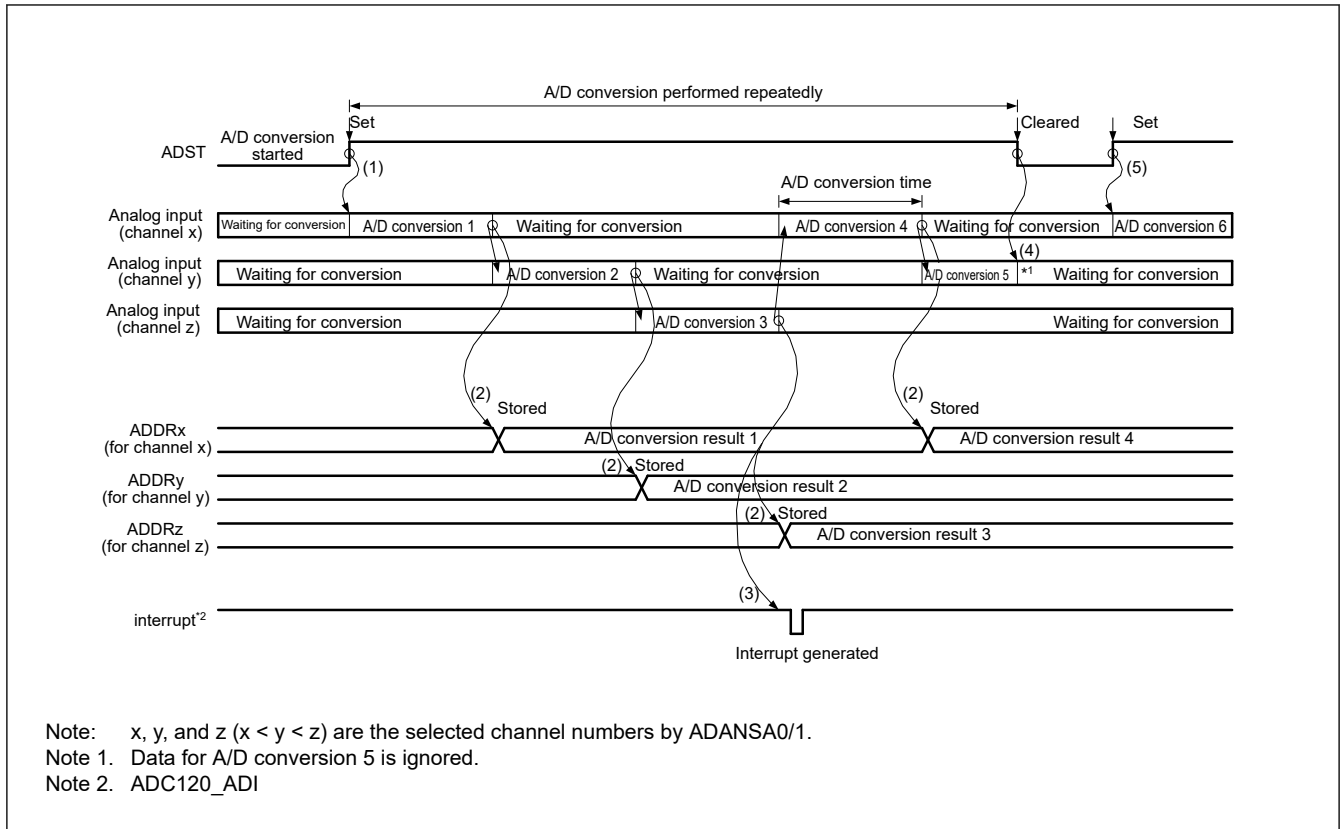 A/D conversion performed repeatedly
Set
Cleared
Set
A/D conversion
started
ADST
(1)
(5)
A/D conversion time
Analog input
(channel x)
Waiting for conversion
A/D conversion 1
Waiting for conversion
A/D conversion 4
Waiting for conversion
A/D conversion 6
(4)
Analog input
(channel y)
Waiting for conversion
A/D conversion 2
Waiting for conversion
A/D conversion 5
*1
Waiting for conversion
Analog input
(channel z)
Waiting for conversion
A/D conversion 3
Waiting for conversion
(2)
Stored
(2)
Stored
ADDRx
(for channel x)
A/D conversion result 1
A/D conversion result 4
(2)
Stored
ADDRy
(for channel y)
A/D conversion result 2
(2)
Stored
ADDRz
(for channel z)
A/D conversion result 3
(3)
interrupt*2
Interrupt generated
Note: x, y, and z (x < y < z) are the selected channel numbers by ADANSA0/1.
Note 1. Data for A/D conversion 5 is ignored.
Note 2. ADC120_ADI